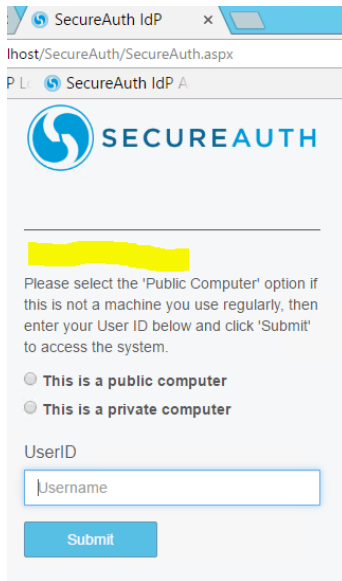 SecureAuth IdP
lhost/SecureAuth/SecureAuth.aspx
SecureAuth IdP A
SECUREAUTH
Please select the 'Public Computer' option if
this is not a machine you use regularly, then
enter your User ID below and click 'Submit'
to access the system.
This is a public computer
This is a private computer
UserID
Username
Submit